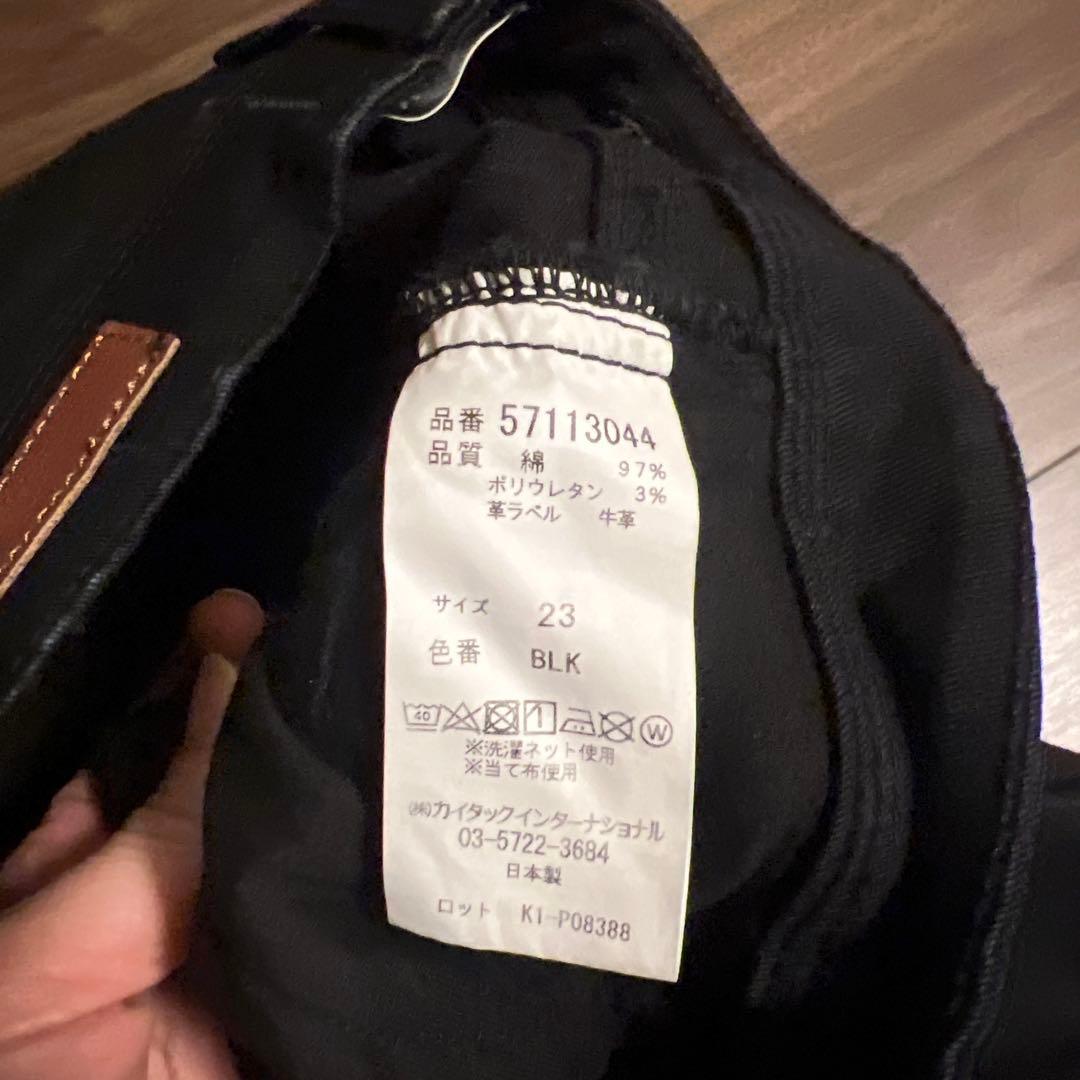 品番 57113044
品質 綿 97%
ポリウレタン 3%
革ラベル 牛革
サイズ 23
色番 BLK
40 W
※洗濯ネット使用
※当て布使用
㈱カイタックインターナショナル
03-5722-3684
日本製
ロット K1-P08388